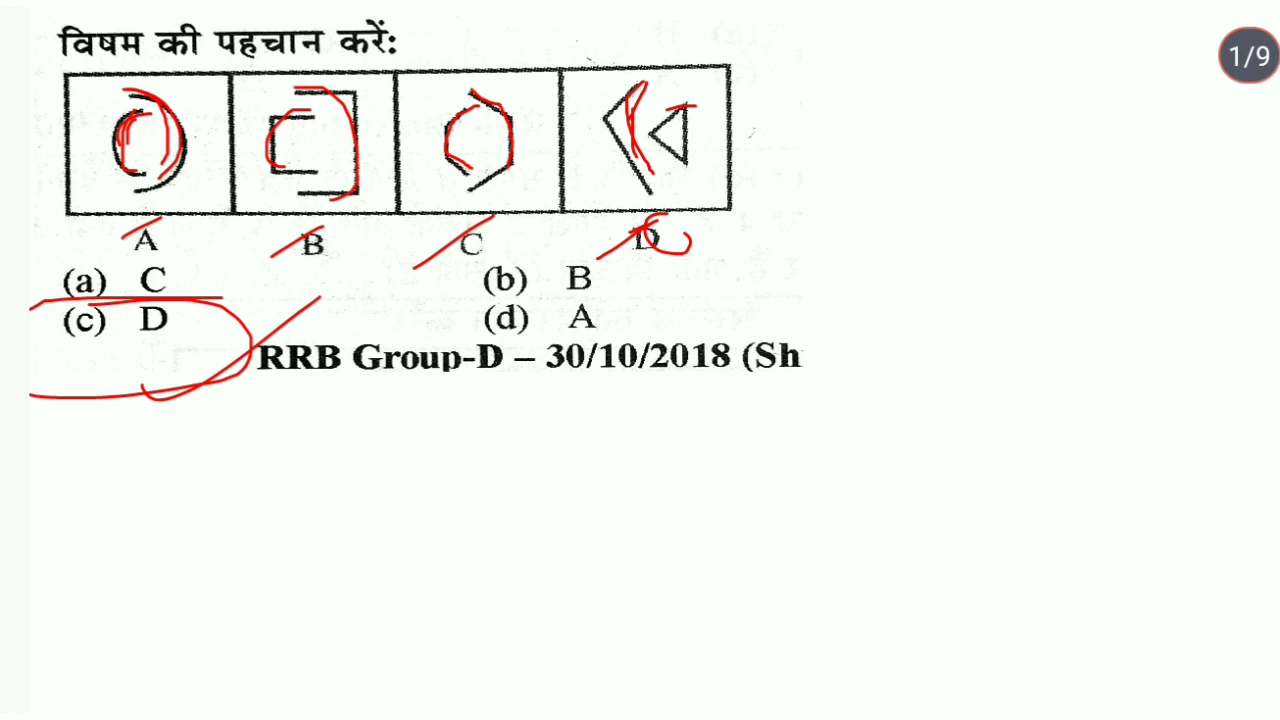 विषम की पहचान करें:
1/9
A B C D
(a) C (b) B
(c) D (d) A
RRB Group-D – 30/10/2018 (Sh